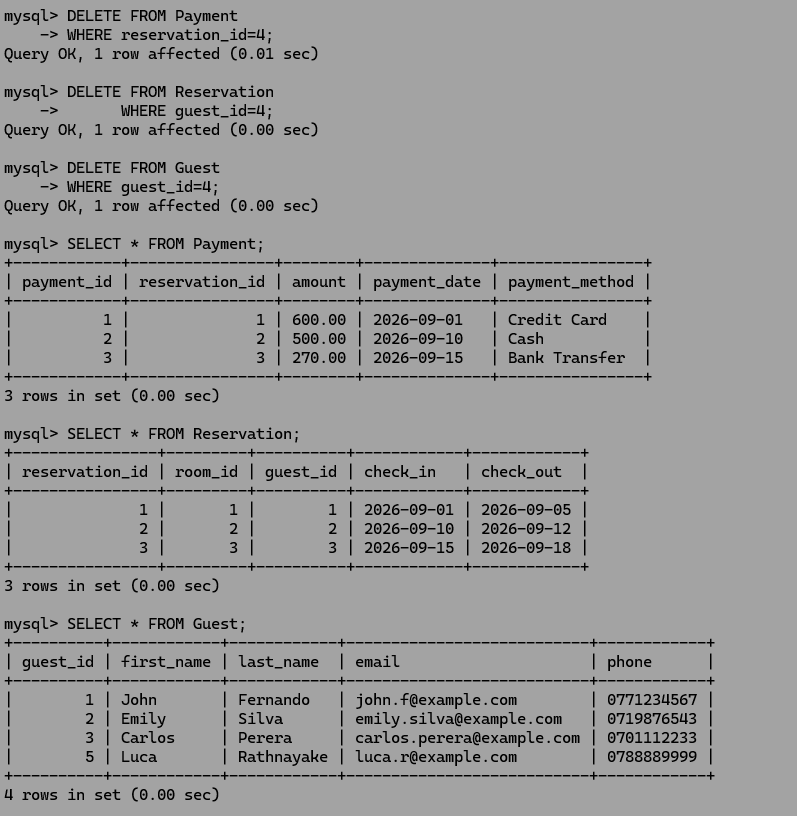 mysql> DELETE FROM Payment
    -> WHERE reservation_id=4;
Query OK, 1 row affected (0.01 sec)

mysql> DELETE FROM Reservation
    ->       WHERE guest_id=4;
Query OK, 1 row affected (0.00 sec)

mysql> DELETE FROM Guest
    -> WHERE guest_id=4;
Query OK, 1 row affected (0.00 sec)

mysql> SELECT * FROM Payment;
+------------+----------------+--------+--------------+----------------+
| payment_id | reservation_id | amount | payment_date | payment_method |
+------------+----------------+--------+--------------+----------------+
|          1 |              1 | 600.00 | 2026-09-01   | Credit Card    |
|          2 |              2 | 500.00 | 2026-09-10   | Cash           |
|          3 |              3 | 270.00 | 2026-09-15   | Bank Transfer  |
+------------+----------------+--------+--------------+----------------+
3 rows in set (0.00 sec)

mysql> SELECT * FROM Reservation;
+----------------+---------+----------+------------+------------+
| reservation_id | room_id | guest_id | check_in   | check_out  |
+----------------+---------+----------+------------+------------+
|              1 |       1 |        1 | 2026-09-01 | 2026-09-05 |
|              2 |       2 |        2 | 2026-09-10 | 2026-09-12 |
|              3 |       3 |        3 | 2026-09-15 | 2026-09-18 |
+----------------+---------+----------+------------+------------+
3 rows in set (0.00 sec)

mysql> SELECT * FROM Guest;
+----------+------------+------------+---------------------------+------------+
| guest_id | first_name | last_name  | email                     | phone      |
+----------+------------+------------+---------------------------+------------+
|        1 | John       | Fernando   | john.f@example.com        | 0771234567 |
|        2 | Emily      | Silva      | emily.silva@example.com   | 0719876543 |
|        3 | Carlos     | Perera     | carlos.perera@example.com | 0701112233 |
|        5 | Luca       | Rathnayake | luca.r@example.com        | 0788889999 |
+----------+------------+------------+---------------------------+------------+
4 rows in set (0.00 sec)